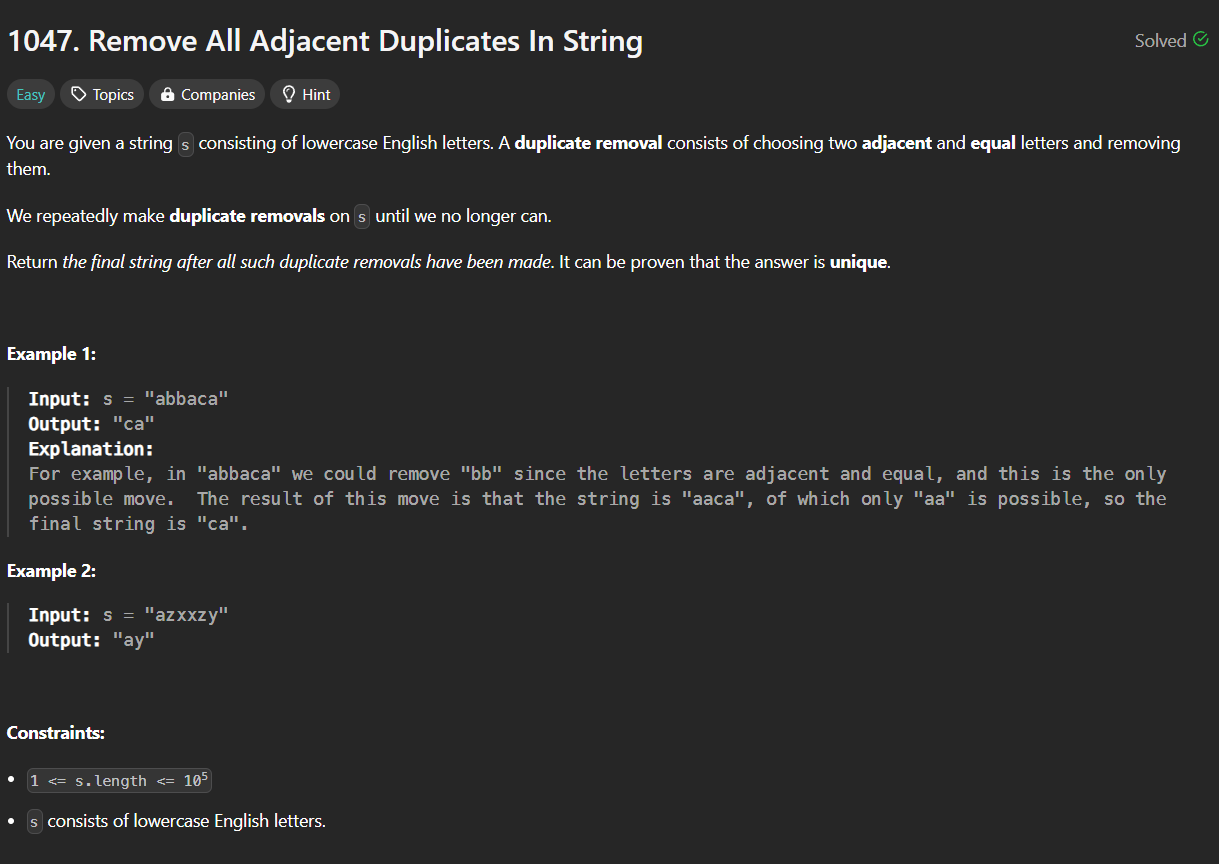 1047. Remove All Adjacent Duplicates In String
Solved
Easy Topics Companies Hint
You are given a string s consisting of lowercase English letters. A duplicate removal consists of choosing two adjacent and equal letters and removing
them.
We repeatedly make duplicate removals on s until we no longer can.
Return the final string after all such duplicate removals have been made. It can be proven that the answer is unique.
Example 1:
Input: s = "abbaca"
Output: "ca"
Explanation:
For example, in "abbaca" we could remove "bb" since the letters are adjacent and equal, and this is the only
possible move.  The result of this move is that the string is "aaca", of which only "aa" is possible, so the
final string is "ca".
Example 2:
Input: s = "azxxzy"
Output: "ay"
Constraints:
• 1 <= s.length <= 10⁵
• s consists of lowercase English letters.